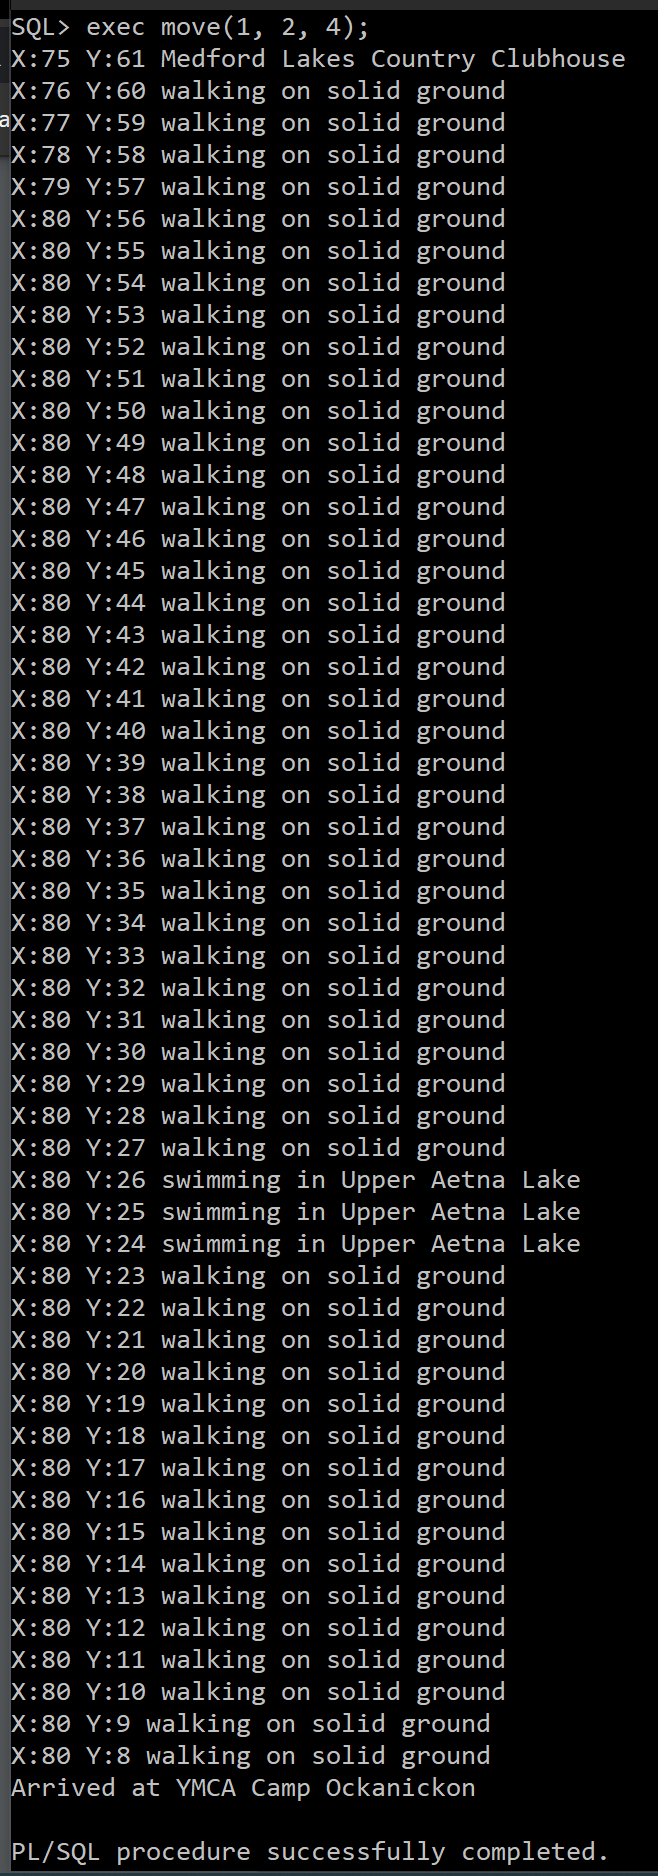 SQL> exec move(1, 2, 4);
X:75 Y:61 Medford Lakes Country Clubhouse
X:76 Y:60 walking on solid ground
X:77 Y:59 walking on solid ground
X:78 Y:58 walking on solid ground
X:79 Y:57 walking on solid ground
X:80 Y:56 walking on solid ground
X:80 Y:55 walking on solid ground
X:80 Y:54 walking on solid ground
X:80 Y:53 walking on solid ground
X:80 Y:52 walking on solid ground
X:80 Y:51 walking on solid ground
X:80 Y:50 walking on solid ground
X:80 Y:49 walking on solid ground
X:80 Y:48 walking on solid ground
X:80 Y:47 walking on solid ground
X:80 Y:46 walking on solid ground
X:80 Y:45 walking on solid ground
X:80 Y:44 walking on solid ground
X:80 Y:43 walking on solid ground
X:80 Y:42 walking on solid ground
X:80 Y:41 walking on solid ground
X:80 Y:40 walking on solid ground
X:80 Y:39 walking on solid ground
X:80 Y:38 walking on solid ground
X:80 Y:37 walking on solid ground
X:80 Y:36 walking on solid ground
X:80 Y:35 walking on solid ground
X:80 Y:34 walking on solid ground
X:80 Y:33 walking on solid ground
X:80 Y:32 walking on solid ground
X:80 Y:31 walking on solid ground
X:80 Y:30 walking on solid ground
X:80 Y:29 walking on solid ground
X:80 Y:28 walking on solid ground
X:80 Y:27 walking on solid ground
X:80 Y:26 swimming in Upper Aetna Lake
X:80 Y:25 swimming in Upper Aetna Lake
X:80 Y:24 swimming in Upper Aetna Lake
X:80 Y:23 walking on solid ground
X:80 Y:22 walking on solid ground
X:80 Y:21 walking on solid ground
X:80 Y:20 walking on solid ground
X:80 Y:19 walking on solid ground
X:80 Y:18 walking on solid ground
X:80 Y:17 walking on solid ground
X:80 Y:16 walking on solid ground
X:80 Y:15 walking on solid ground
X:80 Y:14 walking on solid ground
X:80 Y:13 walking on solid ground
X:80 Y:12 walking on solid ground
X:80 Y:11 walking on solid ground
X:80 Y:10 walking on solid ground
X:80 Y:9 walking on solid ground
X:80 Y:8 walking on solid ground
Arrived at YMCA Camp Ockanickon
PL/SQL procedure successfully completed.